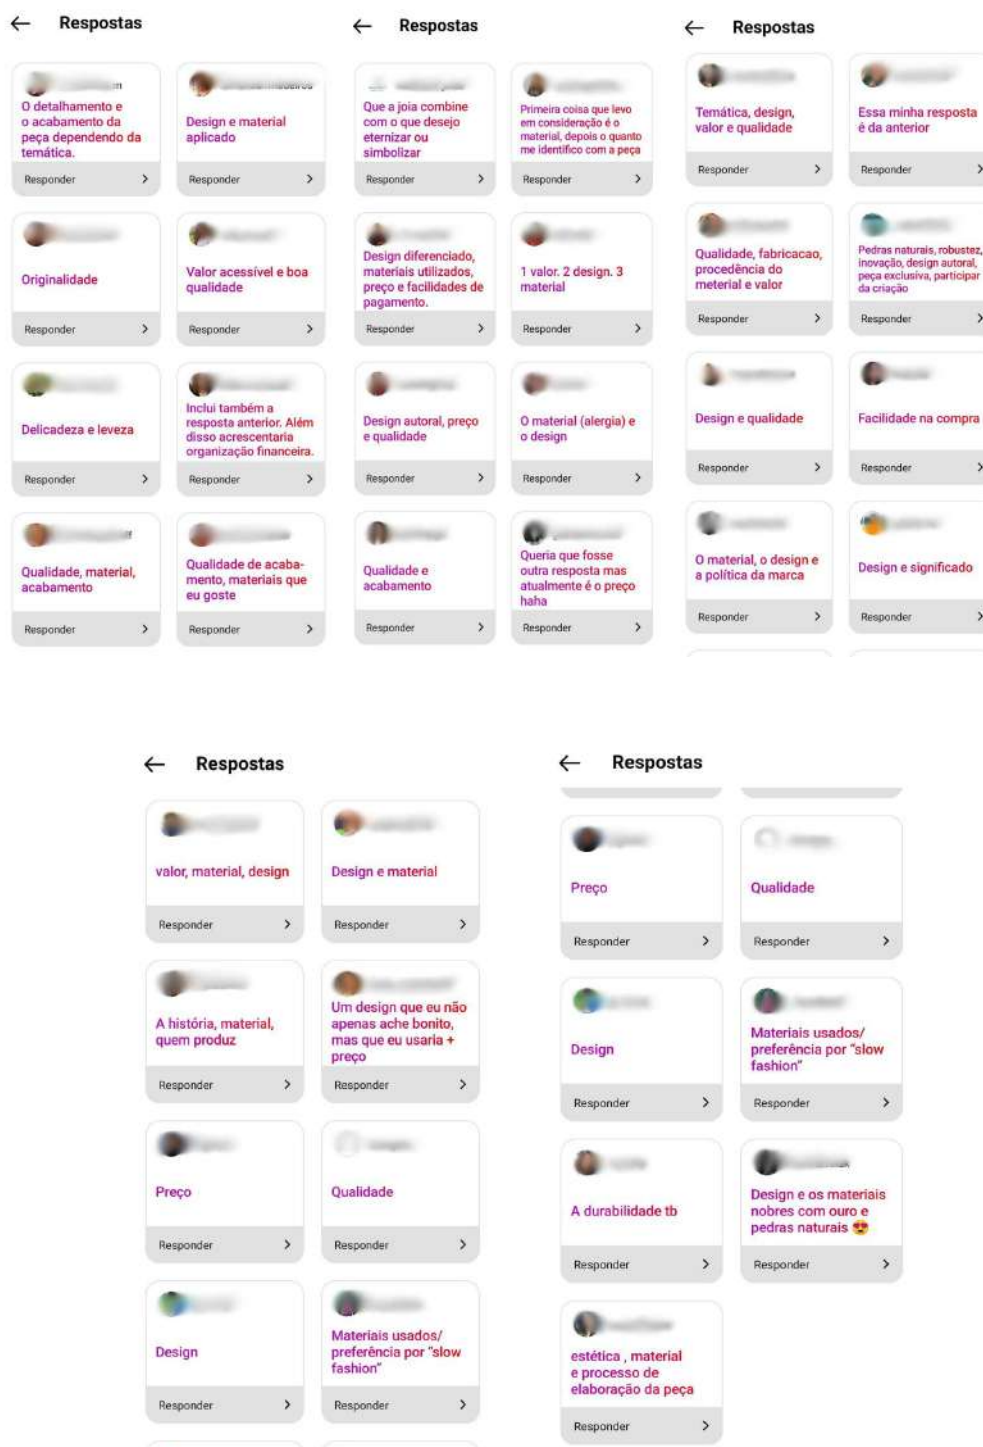 Respostas
O detalhamento e
o acabamento da
peça dependendo da
temática.
Responder
Design e material
aplicado
Responder
Originalidade
Responder
Valor acessível e boa
qualidade
Responder
Delicadeza e leveza
Responder
Inclui também a
resposta anterior. Além
disso acrescentaria
organização financeira.
Responder
Qualidade, material,
acabamento
Responder
Qualidade de acaba-
mento, materiais que
eu goste
Responder
Respostas
Que a joia combine
com o que desejo
eternizar ou
simbolizar
Responder
Primeira coisa que levo
em consideração é o
material, depois o quanto
me identifico com a peça
Responder
Design diferenciado,
materiais utilizados,
preço e facilidades de
pagamento.
Responder
1 valor. 2 design. 3
material
Responder
Design autoral, preço
e qualidade
Responder
O material (alergia) e
o design
Responder
Qualidade e
acabamento
Responder
Queria que fosse
outra resposta mas
atualmente é o preço
haha
Responder
Respostas
Temática, design,
valor e qualidade
Responder
Essa minha resposta
é da anterior
Responder
Qualidade, fabricacao,
procedência do
meterial e valor
Responder
Pedras naturais, robustez,
inovação, design autoral,
peça exclusiva, participar
da criação
Responder
Design e qualidade
Responder
Facilidade na compra
Responder
O material, o design e
a política da marca
Responder
Design e significado
Responder
Respostas
valor, material, design
Responder
Design e material
Responder
A história, material,
quem produz
Responder
Um design que eu não
apenas ache bonito,
mas que eu usaria +
preço
Responder
Preço
Responder
Qualidade
Responder
Design
Responder
Materiais usados/
preferência por "slow
fashion"
Responder
Respostas
Preço
Responder
Qualidade
Responder
Design
Responder
Materiais usados/
preferência por "slow
fashion"
Responder
A durabilidade tb
Responder
Design e os materiais
nobres com ouro e
pedras naturais 😍
Responder
estética , material
e processo de
elaboração da peça
Responder